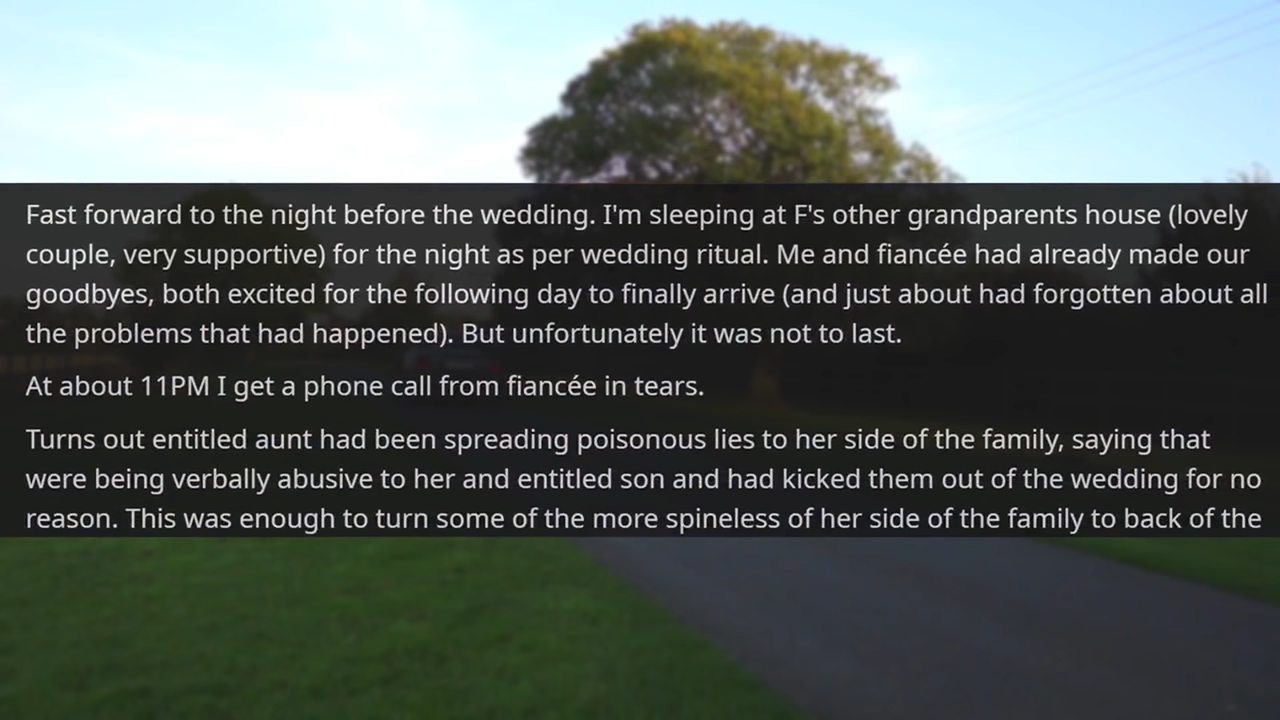 Fast forward to the night before the wedding. I'm sleeping at F's other grandparents house (lovely
couple, very supportive) for the night as per wedding ritual. Me and fiancée had already made our
goodbyes, both excited for the following day to finally arrive (and just about had forgotten about all
the problems that had happened). But unfortunately it was not to last.
At about 11PM I get a phone call from fiancée in tears.
Turns out entitled aunt had been spreading poisonous lies to her side of the family, saying that
were being verbally abusive to her and entitled son and had kicked them out of the wedding for no
reason. This was enough to turn some of the more spineless of her side of the family to back of the